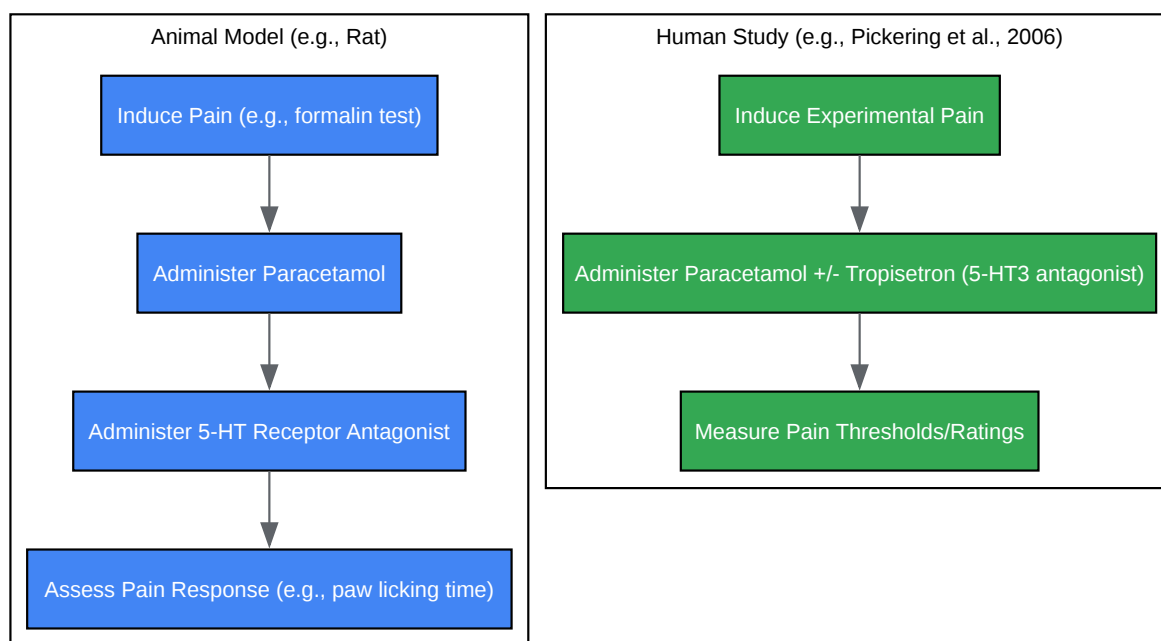 Animal Model (e.g., Rat)
Induce Pain (e.g., formalin test)
Administer Paracetamol
Administer 5-HT Receptor Antagonist
Assess Pain Response (e.g., paw licking time)
Human Study (e.g., Pickering et al., 2006)
Induce Experimental Pain
Administer Paracetamol +/- Tropisetron (5-HT3 antagonist)
Measure Pain Thresholds/Ratings